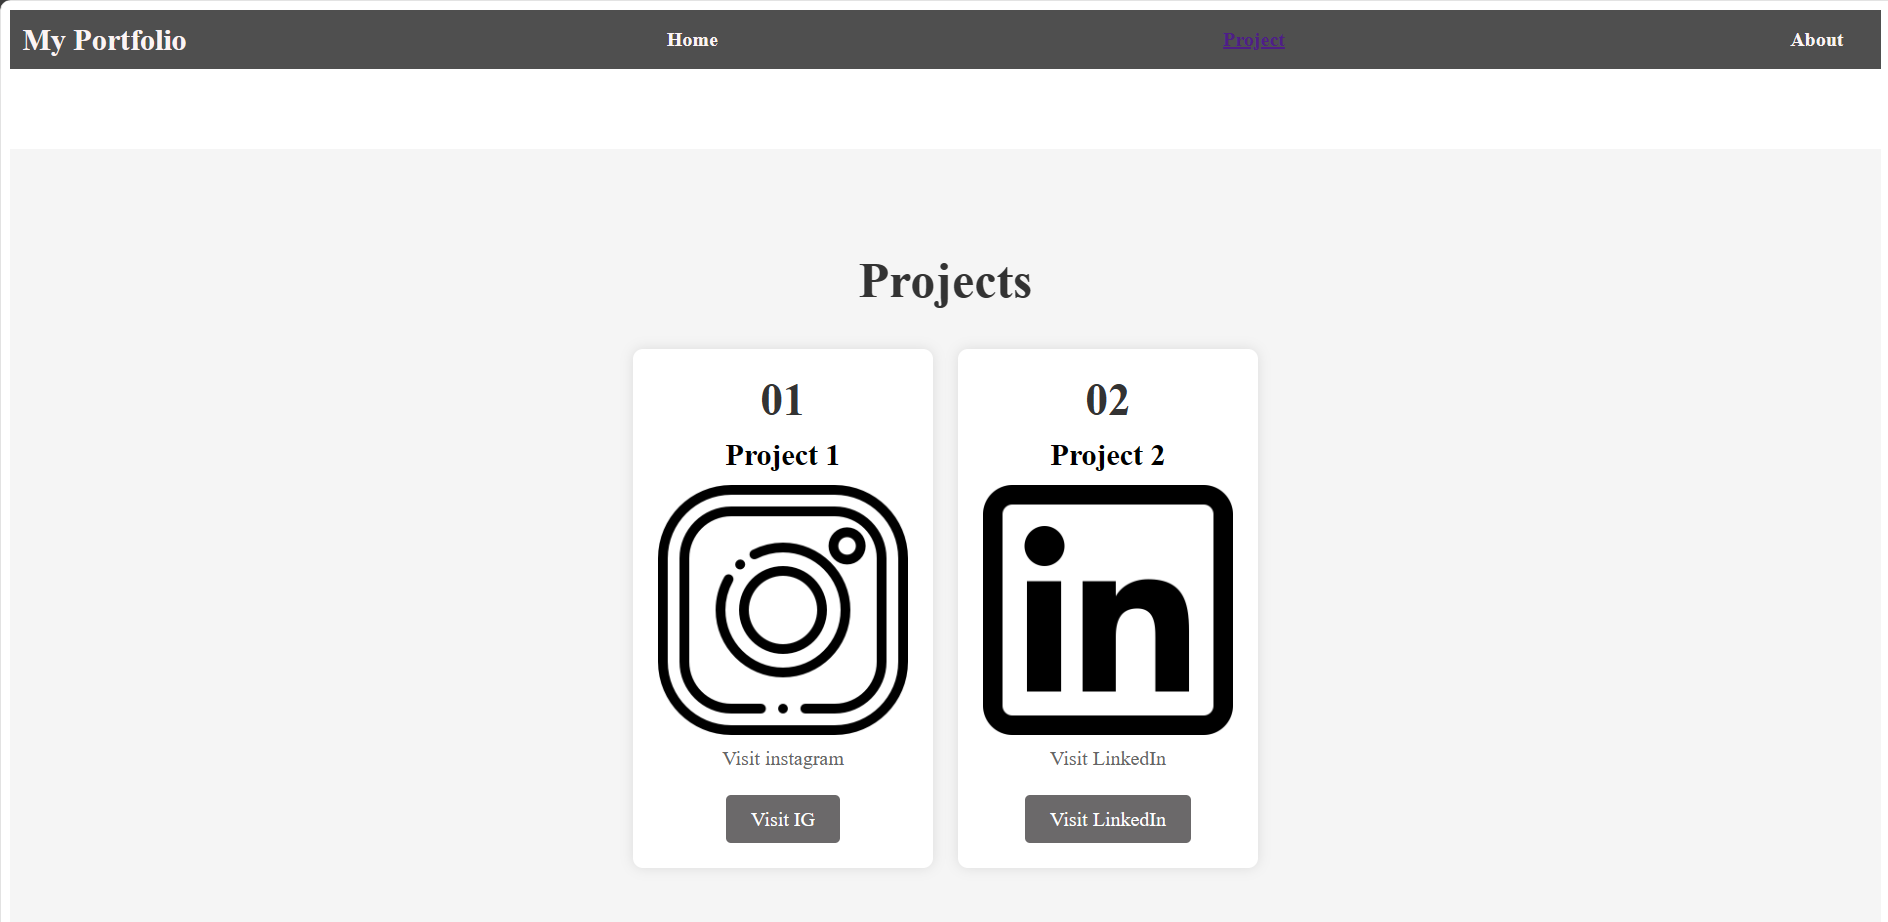 My Portfolio Home Project About
Projects
01
Project 1
Visit instagram
Visit IG
02
Project 2
in
Visit LinkedIn
Visit LinkedIn